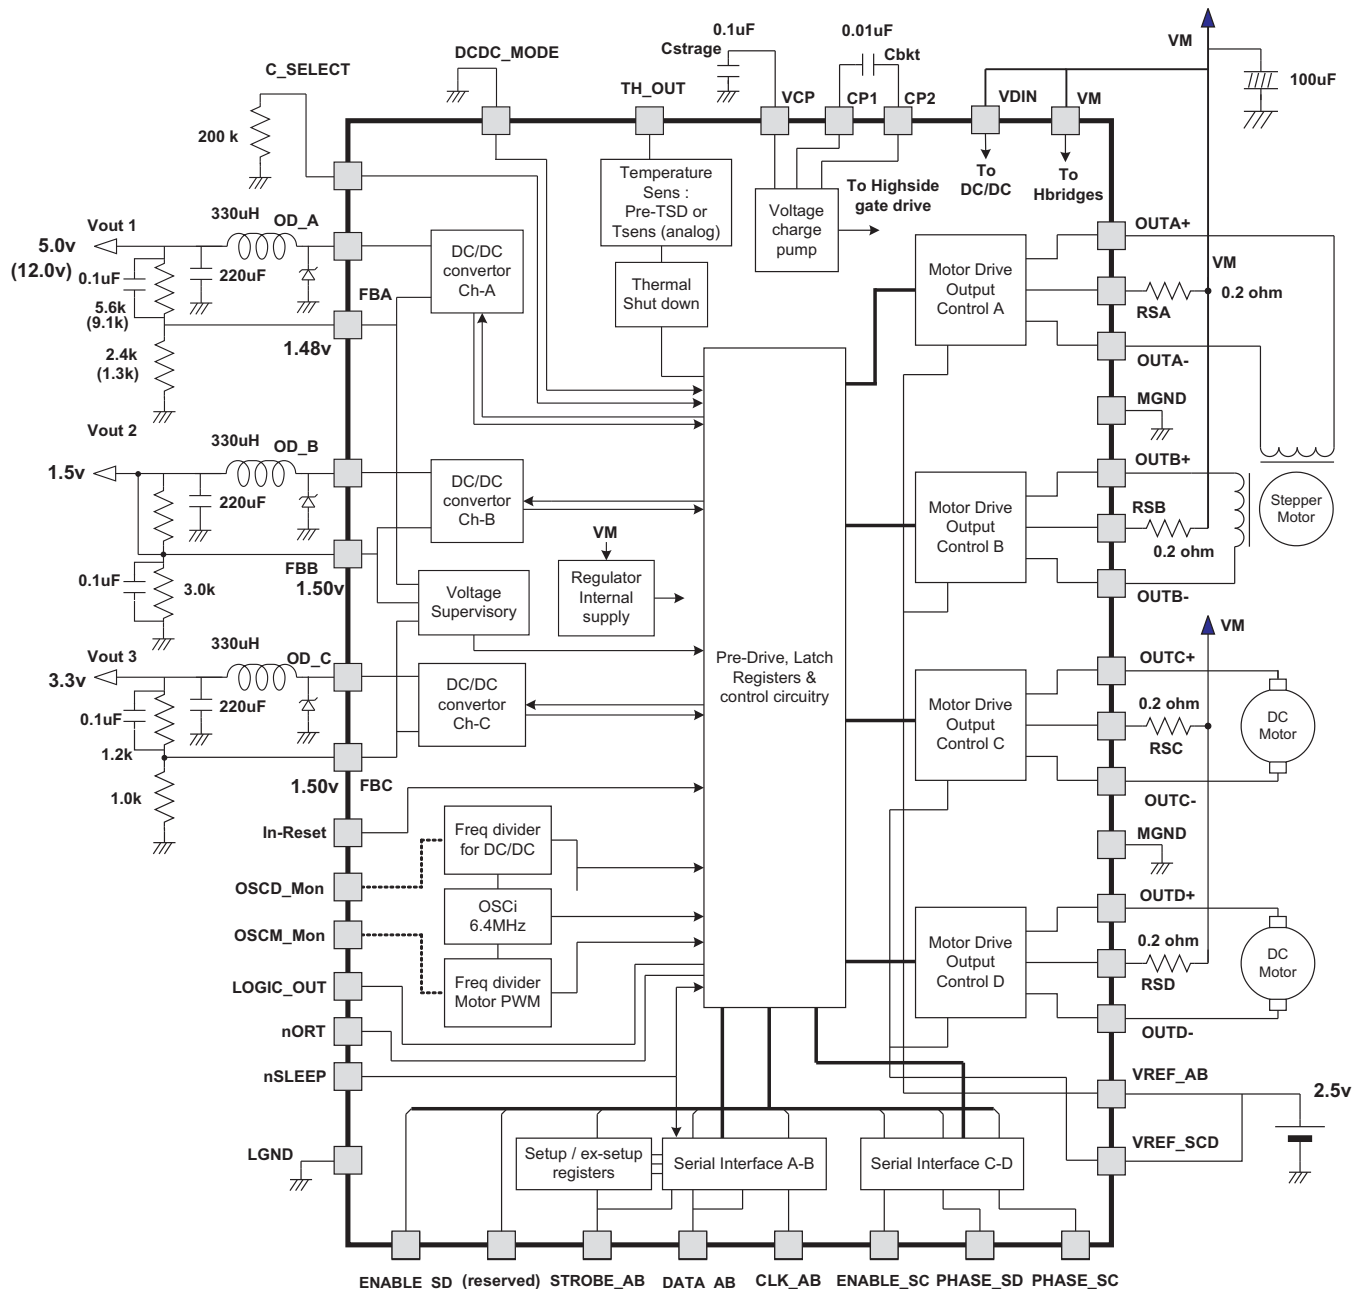 0.1uF
Cstrage
0.01uF
Cbkt
VM
100uF
DCDC_MODE
C_SELECT
TH_OUT
VCP
CP1
CP2
VDIN
VM
200 k
Temperature
Sens :
Pre-TSD or
Tsens (analog)
Voltage
charge
pump
To Highside
gate drive
To
DC/DC
To
Hbridges
Vout 1
5.0v
(12.0v)
330uH
OD_A
0.1uF
220uF
5.6k
(9.1k)
FBA
1.48v
2.4k
(1.3k)
DC/DC
convertor
Ch-A
Thermal
Shut down
Motor Drive
Output
Control A
OUTA+
VM
0.2 ohm
RSA
OUTA-
MGND
Vout 2
1.5v
330uH
OD_B
220uF
FBB
1.50v
0.1uF
3.0k
DC/DC
convertor
Ch-B
VM
Regulator
Internal
supply
Voltage
Supervisory
Motor Drive
Output
Control B
OUTB+
RSB
0.2 ohm
OUTB-
Stepper
Motor
Vout 3
3.3v
330uH
OD_C
0.1uF
220uF
1.2k
1.50v
FBC
1.0k
DC/DC
convertor
Ch-C
Pre-Drive, Latch
Registers &
control circuitry
Motor Drive
Output
Control C
VM
OUTC+
0.2 ohm
RSC
OUTC-
DC
Motor
MGND
In-Reset
OSCD_Mon
OSCM_Mon
LOGIC_OUT
nORT
nSLEEP
LGND
Freq divider
for DC/DC
OSCi
6.4MHz
Freq divider
Motor PWM
Motor Drive
Output
Control D
OUTD+
0.2 ohm
RSD
OUTD-
DC
Motor
VREF_AB
2.5v
VREF_SCD
Setup / ex-setup
registers
Serial Interface A-B
Serial Interface C-D
ENABLE_SD
(reserved)
STROBE_AB
DATA_AB
CLK_AB
ENABLE_SC
PHASE_SD
PHASE_SC